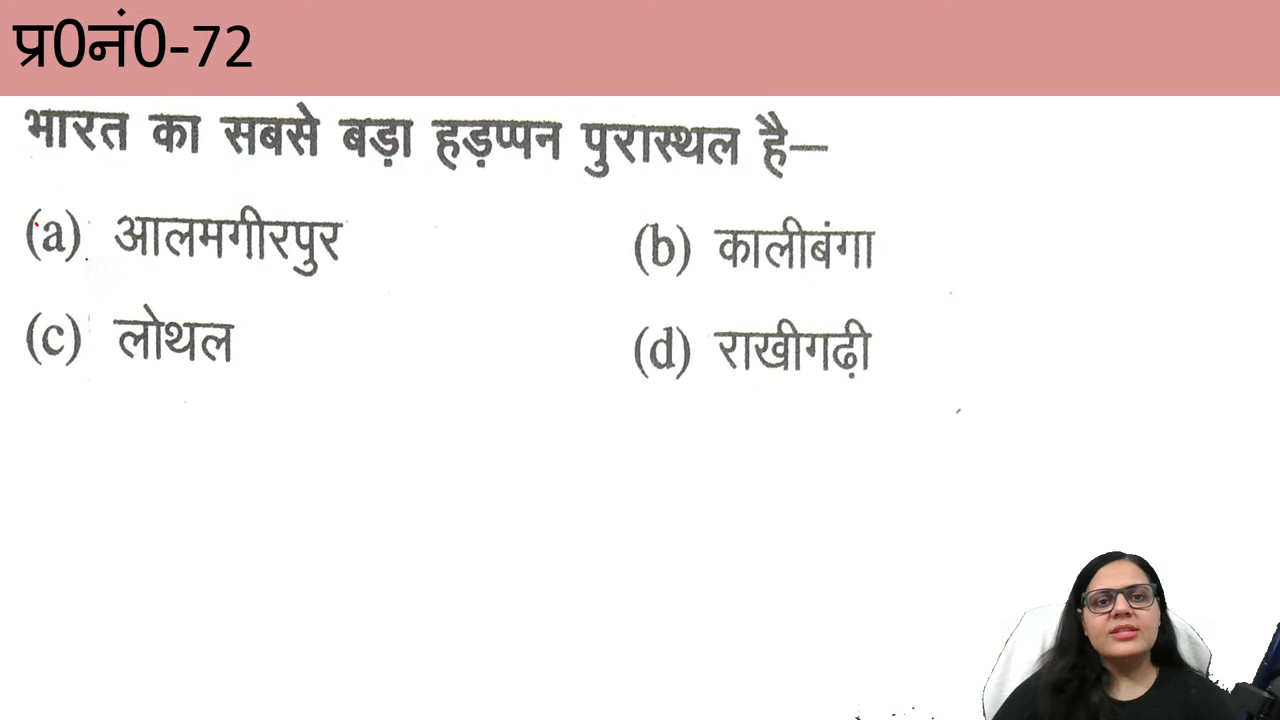 प्र0नं0-72
भारत का सबसे बड़ा हड़प्पन पुरास्थल है—
(a) आलमगीरपुर (b) कालीबंगा
(c) लोथल (d) राखीगढ़ी